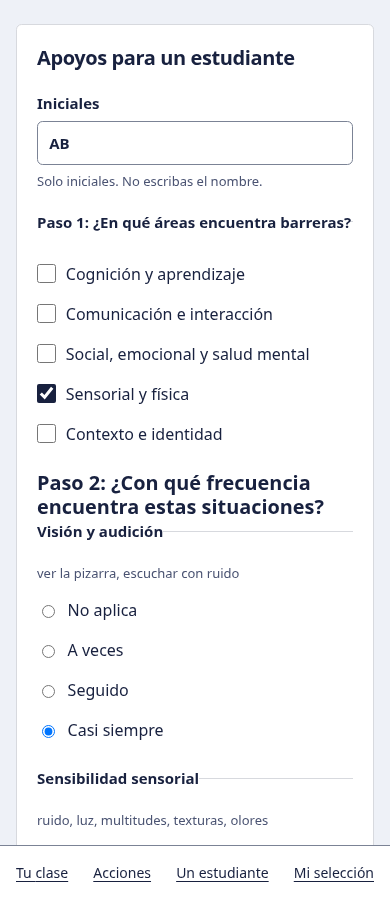 Apoyos para un estudiante
Iniciales
AB
Solo iniciales. No escribas el nombre.
Paso 1: ¿En qué áreas encuentra barreras?
Cognición y aprendizaje
Comunicación e interacción
Social, emocional y salud mental
Sensorial y física
Contexto e identidad
Paso 2: ¿Con qué frecuencia
encuentra estas situaciones?
Visión y audición
ver la pizarra, escuchar con ruido
No aplica
A veces
Seguido
Casi siempre
Sensibilidad sensorial
ruido, luz, multitudes, texturas, olores
Tu clase Acciones Un estudiante Mi selección